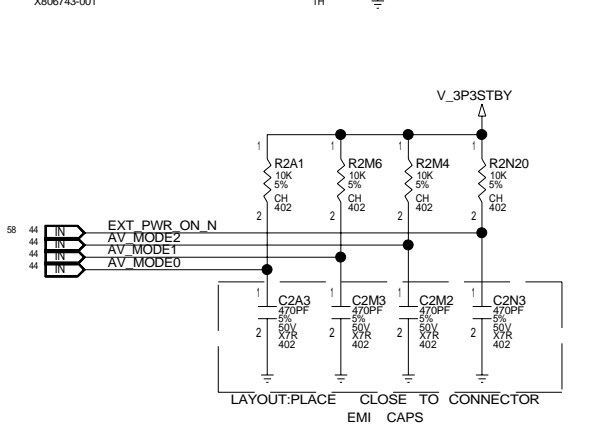 X806743-001
1H
V_3P3STBY
1 R2A1 10K 5% CH 402 2
1 R2M6 10K 5% CH 402 2
1 R2M4 10K 5% CH 402 2
1 R2N20 10K 5% CH 402 2
58 44 IN EXT_PWR_ON_N
44 IN AV_MODE2
44 IN AV_MODE1
44 IN AV_MODE0
1 C2A3 470PF 5% 50V X7R 402 2
1 C2M3 470PF 5% 50V X7R 402 2
1 C2M2 470PF 5% 50V X7R 402 2
1 C2N3 470PF 5% 50V X7R 402 2
LAYOUT:PLACE CLOSE TO CONNECTOR
EMI CAPS